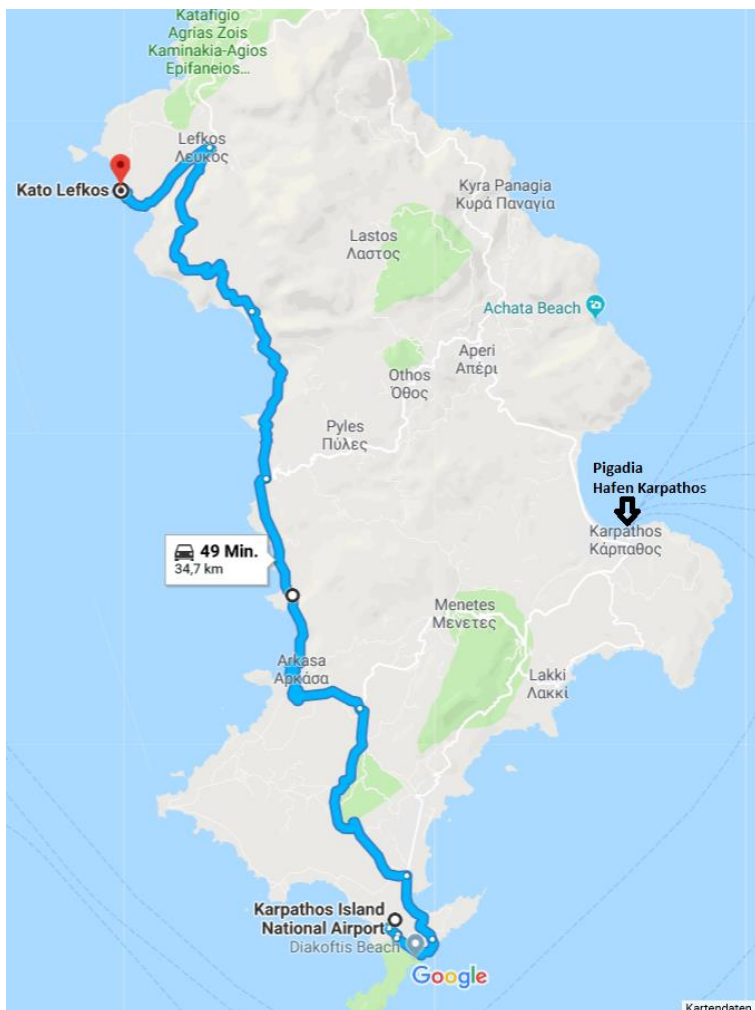 Katafigio
Agrias Zois
Kaminakia-Agios
Epifaneios...
Lefkos
Λευκός
Kato Lefkos
Kyra Panagia
Κυρά Παναγία
Lastos
Λαστος
Achata Beach
Aperi
Απέρι
Othos
Όθος
Pyles
Πύλες
Pigadia
Hafen Karpathos
Karpathos
Κάρπαθος
49 Min.
34,7 km
Menetes
Μενετες
Arkasa
Αρκάσα
Lakki
Λακκί
Karpathos Island
National Airport
Diakoftis Beach
Google
Kartendaten